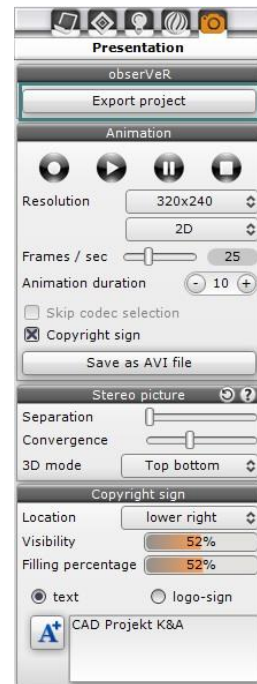 Presentation
obserVeR
Export project
Animation
Resolution 320x240
2D
Frames / sec 25
Animation duration - 10 +
Skip codec selection
Copyright sign
Save as AVI file
Stereo picture ?
Separation
Convergence
3D mode Top bottom
Copyright sign
Location lower right
Visibility 52%
Filling percentage 52%
text logo-sign
A+ CAD Projekt K&A